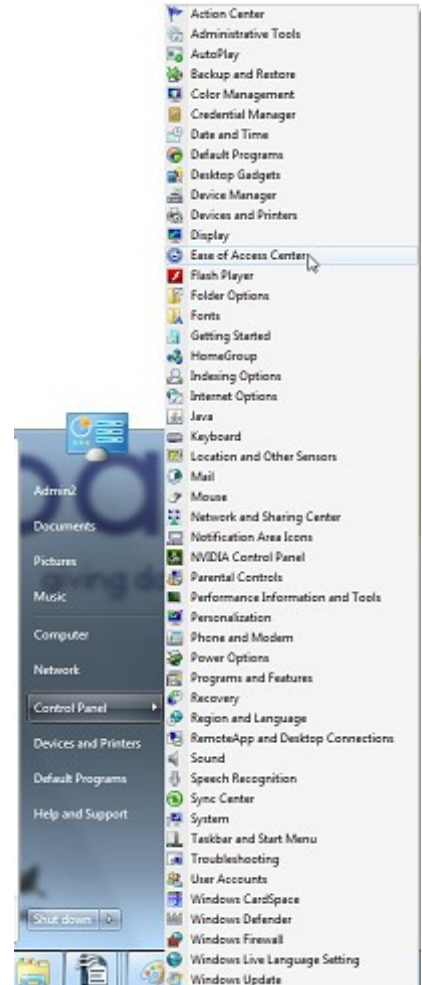 Action Center
Administrative Tools
AutoPlay
Backup and Restore
Color Management
Credential Manager
Date and Time
Default Programs
Desktop Gadgets
Device Manager
Devices and Printers
Display
Ease of Access Center
Flash Player
Folder Options
Fonts
Getting Started
HomeGroup
Indexing Options
Internet Options
Java
Keyboard
Location and Other Sensors
Mail
Mouse
Network and Sharing Center
Notification Area Icons
NVIDIA Control Panel
Parental Controls
Performance Information and Tools
Personalization
Phone and Modem
Power Options
Programs and Features
Recovery
Region and Language
RemoteApp and Desktop Connections
Sound
Speech Recognition
Sync Center
System
Taskbar and Start Menu
Troubleshooting
User Accounts
Windows CardSpace
Windows Defender
Windows Firewall
Windows Live Language Setting
Windows Update
Admin2
Documents
Pictures
Music
Computer
Network
Control Panel
Devices and Printers
Default Programs
Help and Support
Shut down
giving